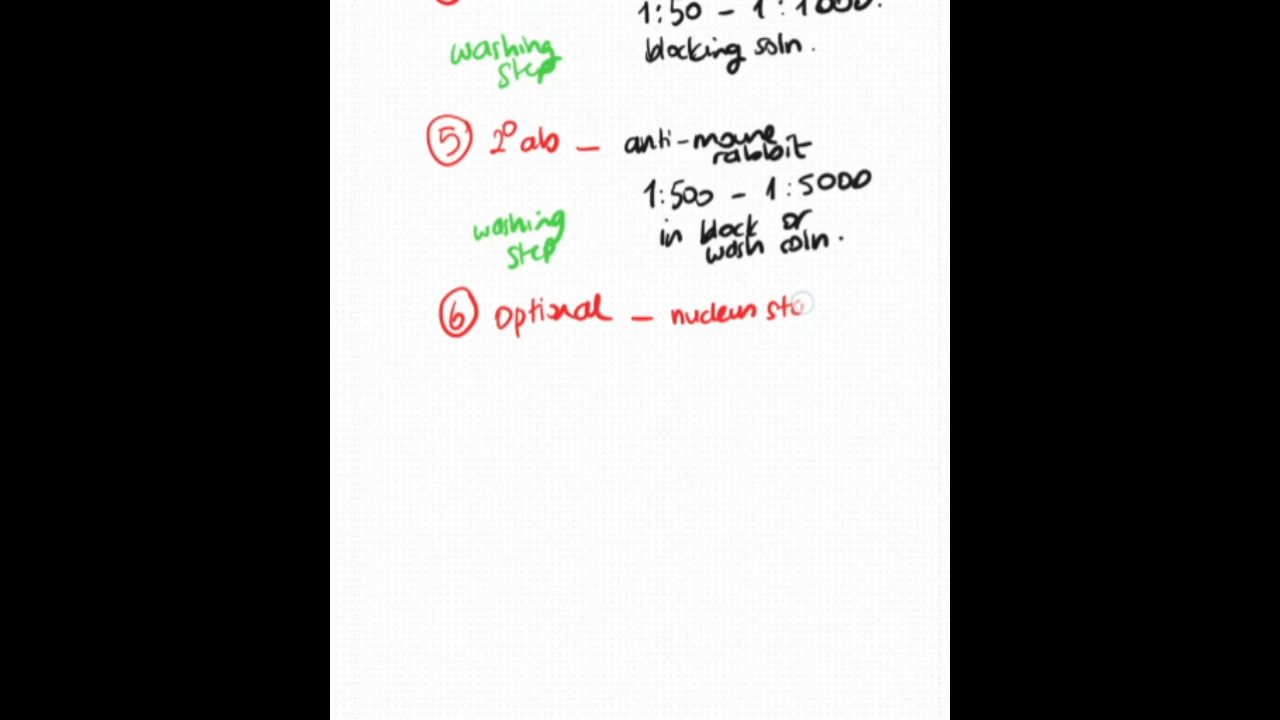 1:50 - 1:1000.
washing
step
blocking soln.
5 2° ab - anti-mouse
rabbit
1:500 - 1:5000
washing
step
in block or
wash soln.
6 Optional - nucleus sta